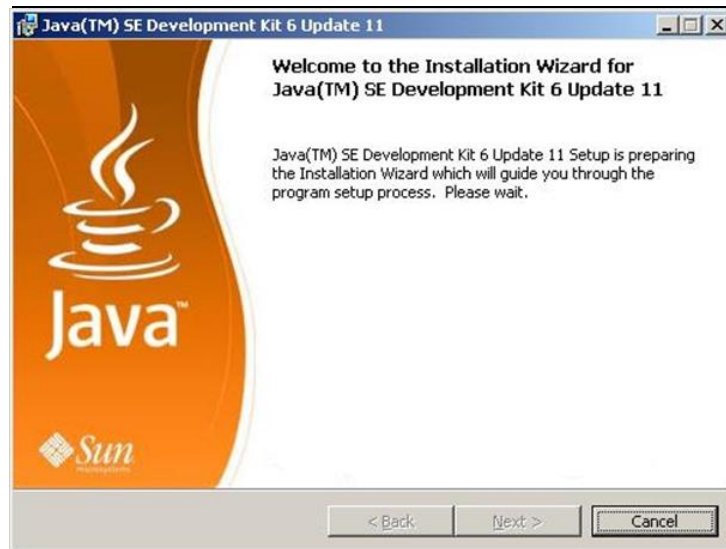 Java(TM) SE Development Kit 6 Update 11
Welcome to the Installation Wizard for
Java(TM) SE Development Kit 6 Update 11
Java(TM) SE Development Kit 6 Update 11 Setup is preparing
the Installation Wizard which will guide you through the
program setup process. Please wait.
Java™
Sun
microsystems
< Back
Next >
Cancel